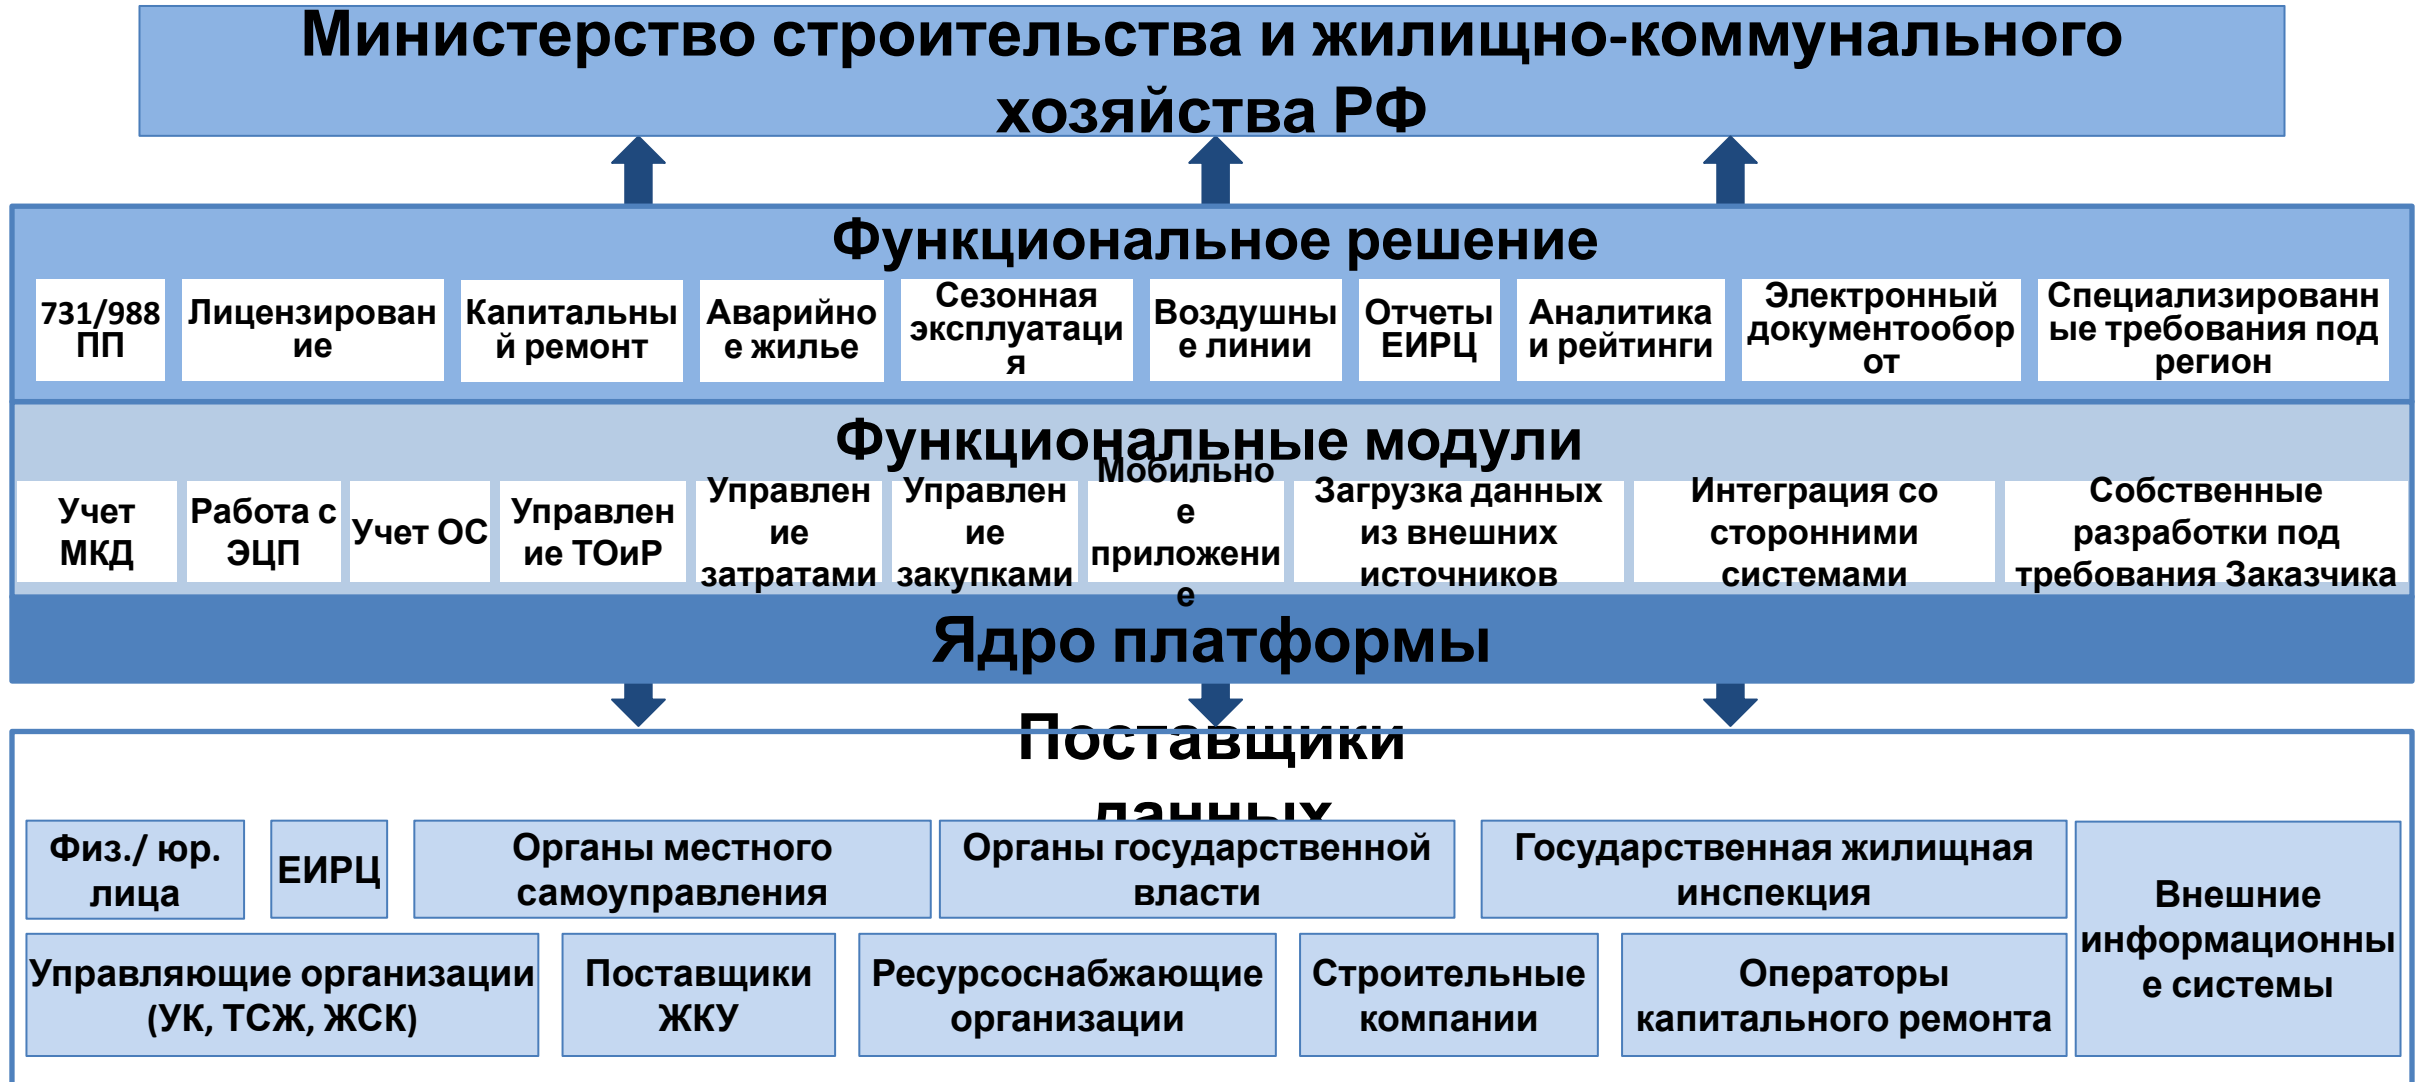 Министерство строительства и жилищно-коммунального
хозяйства РФ
Функциональное решение
731/988
ПП
Лицензирован
ие
Капитальны
й ремонт
Аварийно
е жилье
Сезонная
эксплуатаци
я
Воздушны
е линии
Отчеты
ЕИРЦ
Аналитика
и рейтинги
Электронный
документообор
от
Специализированн
ые требования под
регион
Функциональные модули
Учет
МКД
Работа с
ЭЦП
Учет ОС
Управлен
ие ТОиР
Управлен
ие
затратами
Управлен
ие
закупками
Мобильно
е
приложени
е
Загрузка данных
из внешних
источников
Интеграция со
сторонними
системами
Собственные
разработки под
требования Заказчика
Ядро платформы
Поставщики
данных
Физ./ юр.
лица
ЕИРЦ
Органы местного
самоуправления
Органы государственной
власти
Государственная жилищная
инспекция
Внешние
информационны
е системы
Управляющие организации
(УК, ТСЖ, ЖСК)
Поставщики
ЖКУ
Ресурсоснабжающие
организации
Строительные
компании
Операторы
капитального ремонта